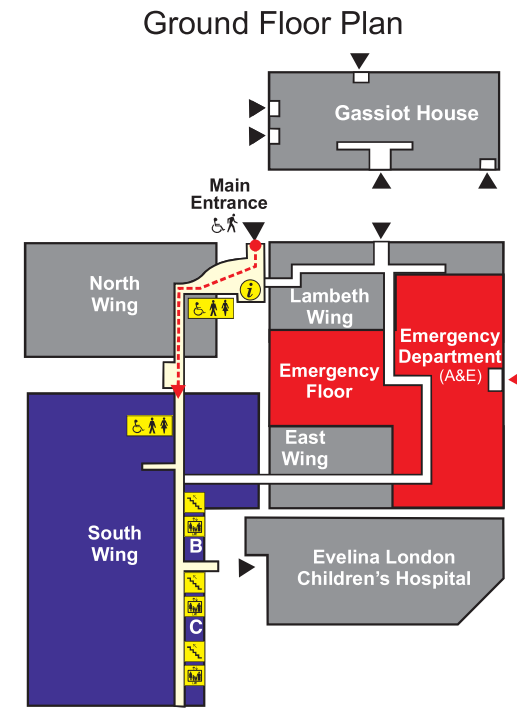 Ground Floor Plan
Gassiot House
Main
Entrance
North
Wing
i
Lambeth
Wing
Emergency
Department
(A&E)
Emergency
Floor
East
Wing
South
Wing
B
Evelina London
Children's Hospital
C